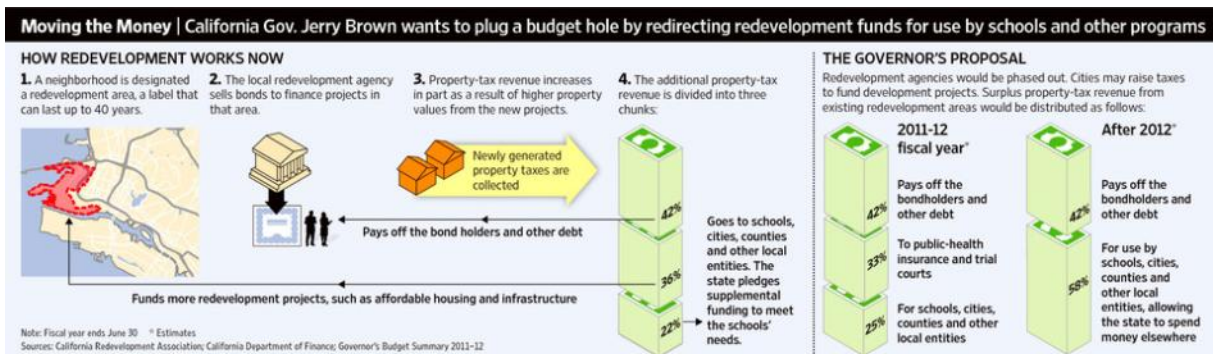 Moving the Money | California Gov. Jerry Brown wants to plug a budget hole by redirecting redevelopment funds for use by schools and other programs
HOW REDEVELOPMENT WORKS NOW
1. A neighborhood is designated
a redevelopment area, a label that
can last up to 40 years.
2. The local redevelopment agency
sells bonds to finance projects in
that area.
3. Property-tax revenue increases
in part as a result of higher property
values from the new projects.
4. The additional property-tax
revenue is divided into three
chunks:
Newly generated
property taxes are
collected
42%
Pays off the bond holders and other debt
36%
Funds more redevelopment projects, such as affordable housing and infrastructure
22%
Goes to schools,
cities, counties
and other local
entities. The
state pledges
supplemental
funding to meet
the schools'
needs.
Note: Fiscal year ends June 30 * Estimates
Sources: California Redevelopment Association; California Department of Finance; Governor's Budget Summary 2011-12
THE GOVERNOR'S PROPOSAL
Redevelopment agencies would be phased out. Cities may raise taxes
to fund development projects. Surplus property-tax revenue from
existing redevelopment areas would be distributed as follows:
2011-12
fiscal year*
42%
Pays off the
bondholders and
other debt
33%
To public-health
insurance and trial
courts
25%
For schools, cities,
counties and other
local entities
After 2012*
42%
Pays off the
bondholders and
other debt
58%
For use by
schools, cities,
counties and
other local
entities, allowing
the state to spend
money elsewhere